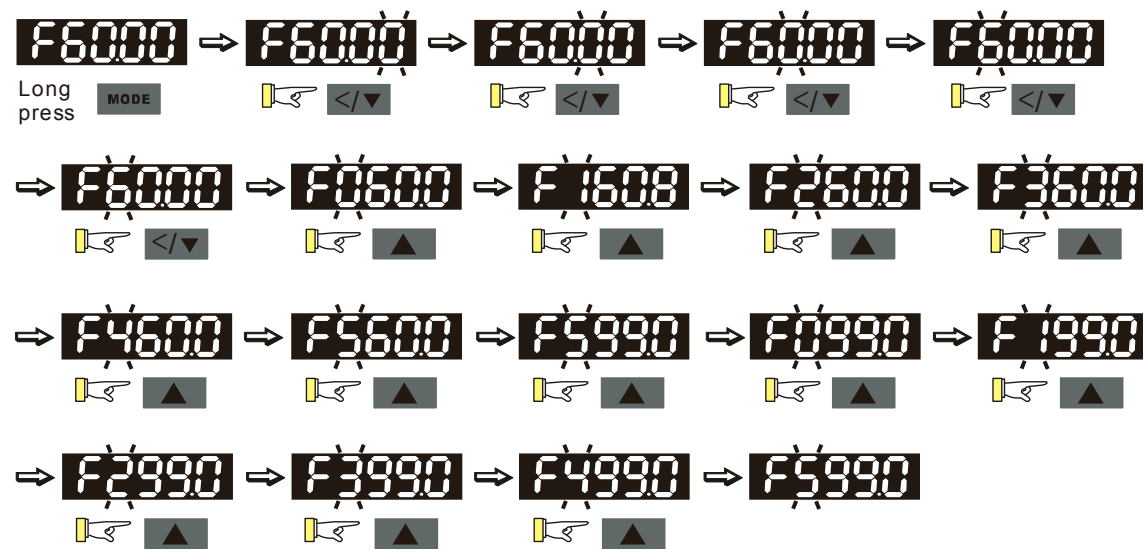 F60.00 F60.00 F60.00 F60.00 F60.00
Long press MODE </▼ </▼ </▼ </▼
F60.00 F060.0 F160.8 F260.0 F360.0
</▼ ▲ ▲ ▲ ▲
F460.0 F560.0 F599.0 F099.0 F199.0
▲ ▲ ▲ ▲ ▲
F299.0 F399.0 F499.0 F599.0
▲ ▲ ▲